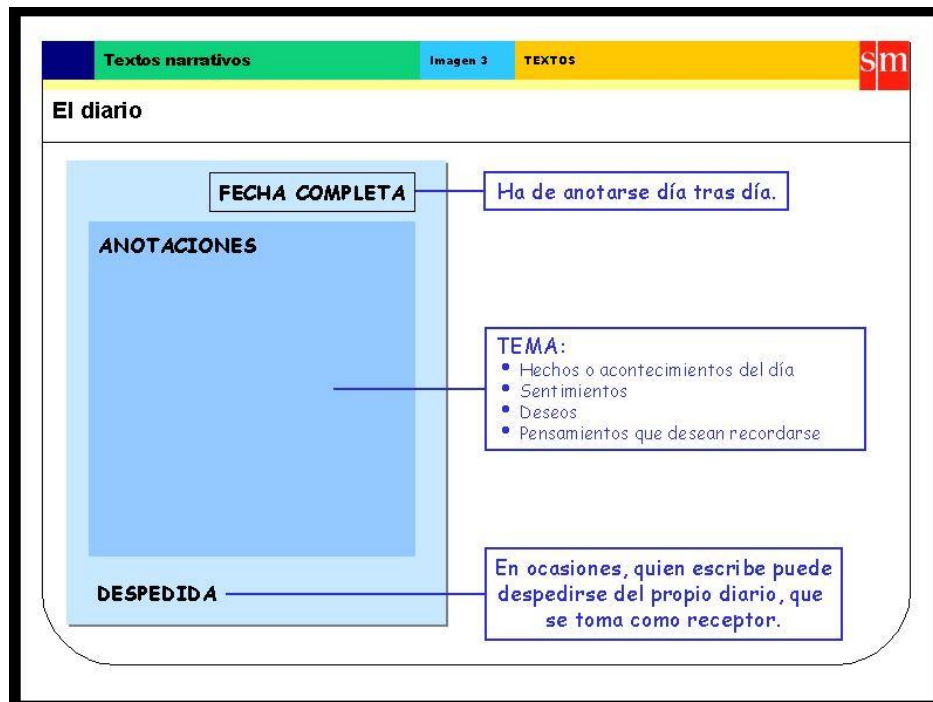 Textos narrativos
Imagen 3
TEXTOS
sm
El diario
FECHA COMPLETA
Ha de anotarse día tras día.
ANOTACIONES
TEMA:
• Hechos o acontecimientos del día
• Sentimientos
• Deseos
• Pensamientos que desean recordarse
DESPEDIDA
En ocasiones, quien escribe puede
despedirse del propio diario, que
se toma como receptor.